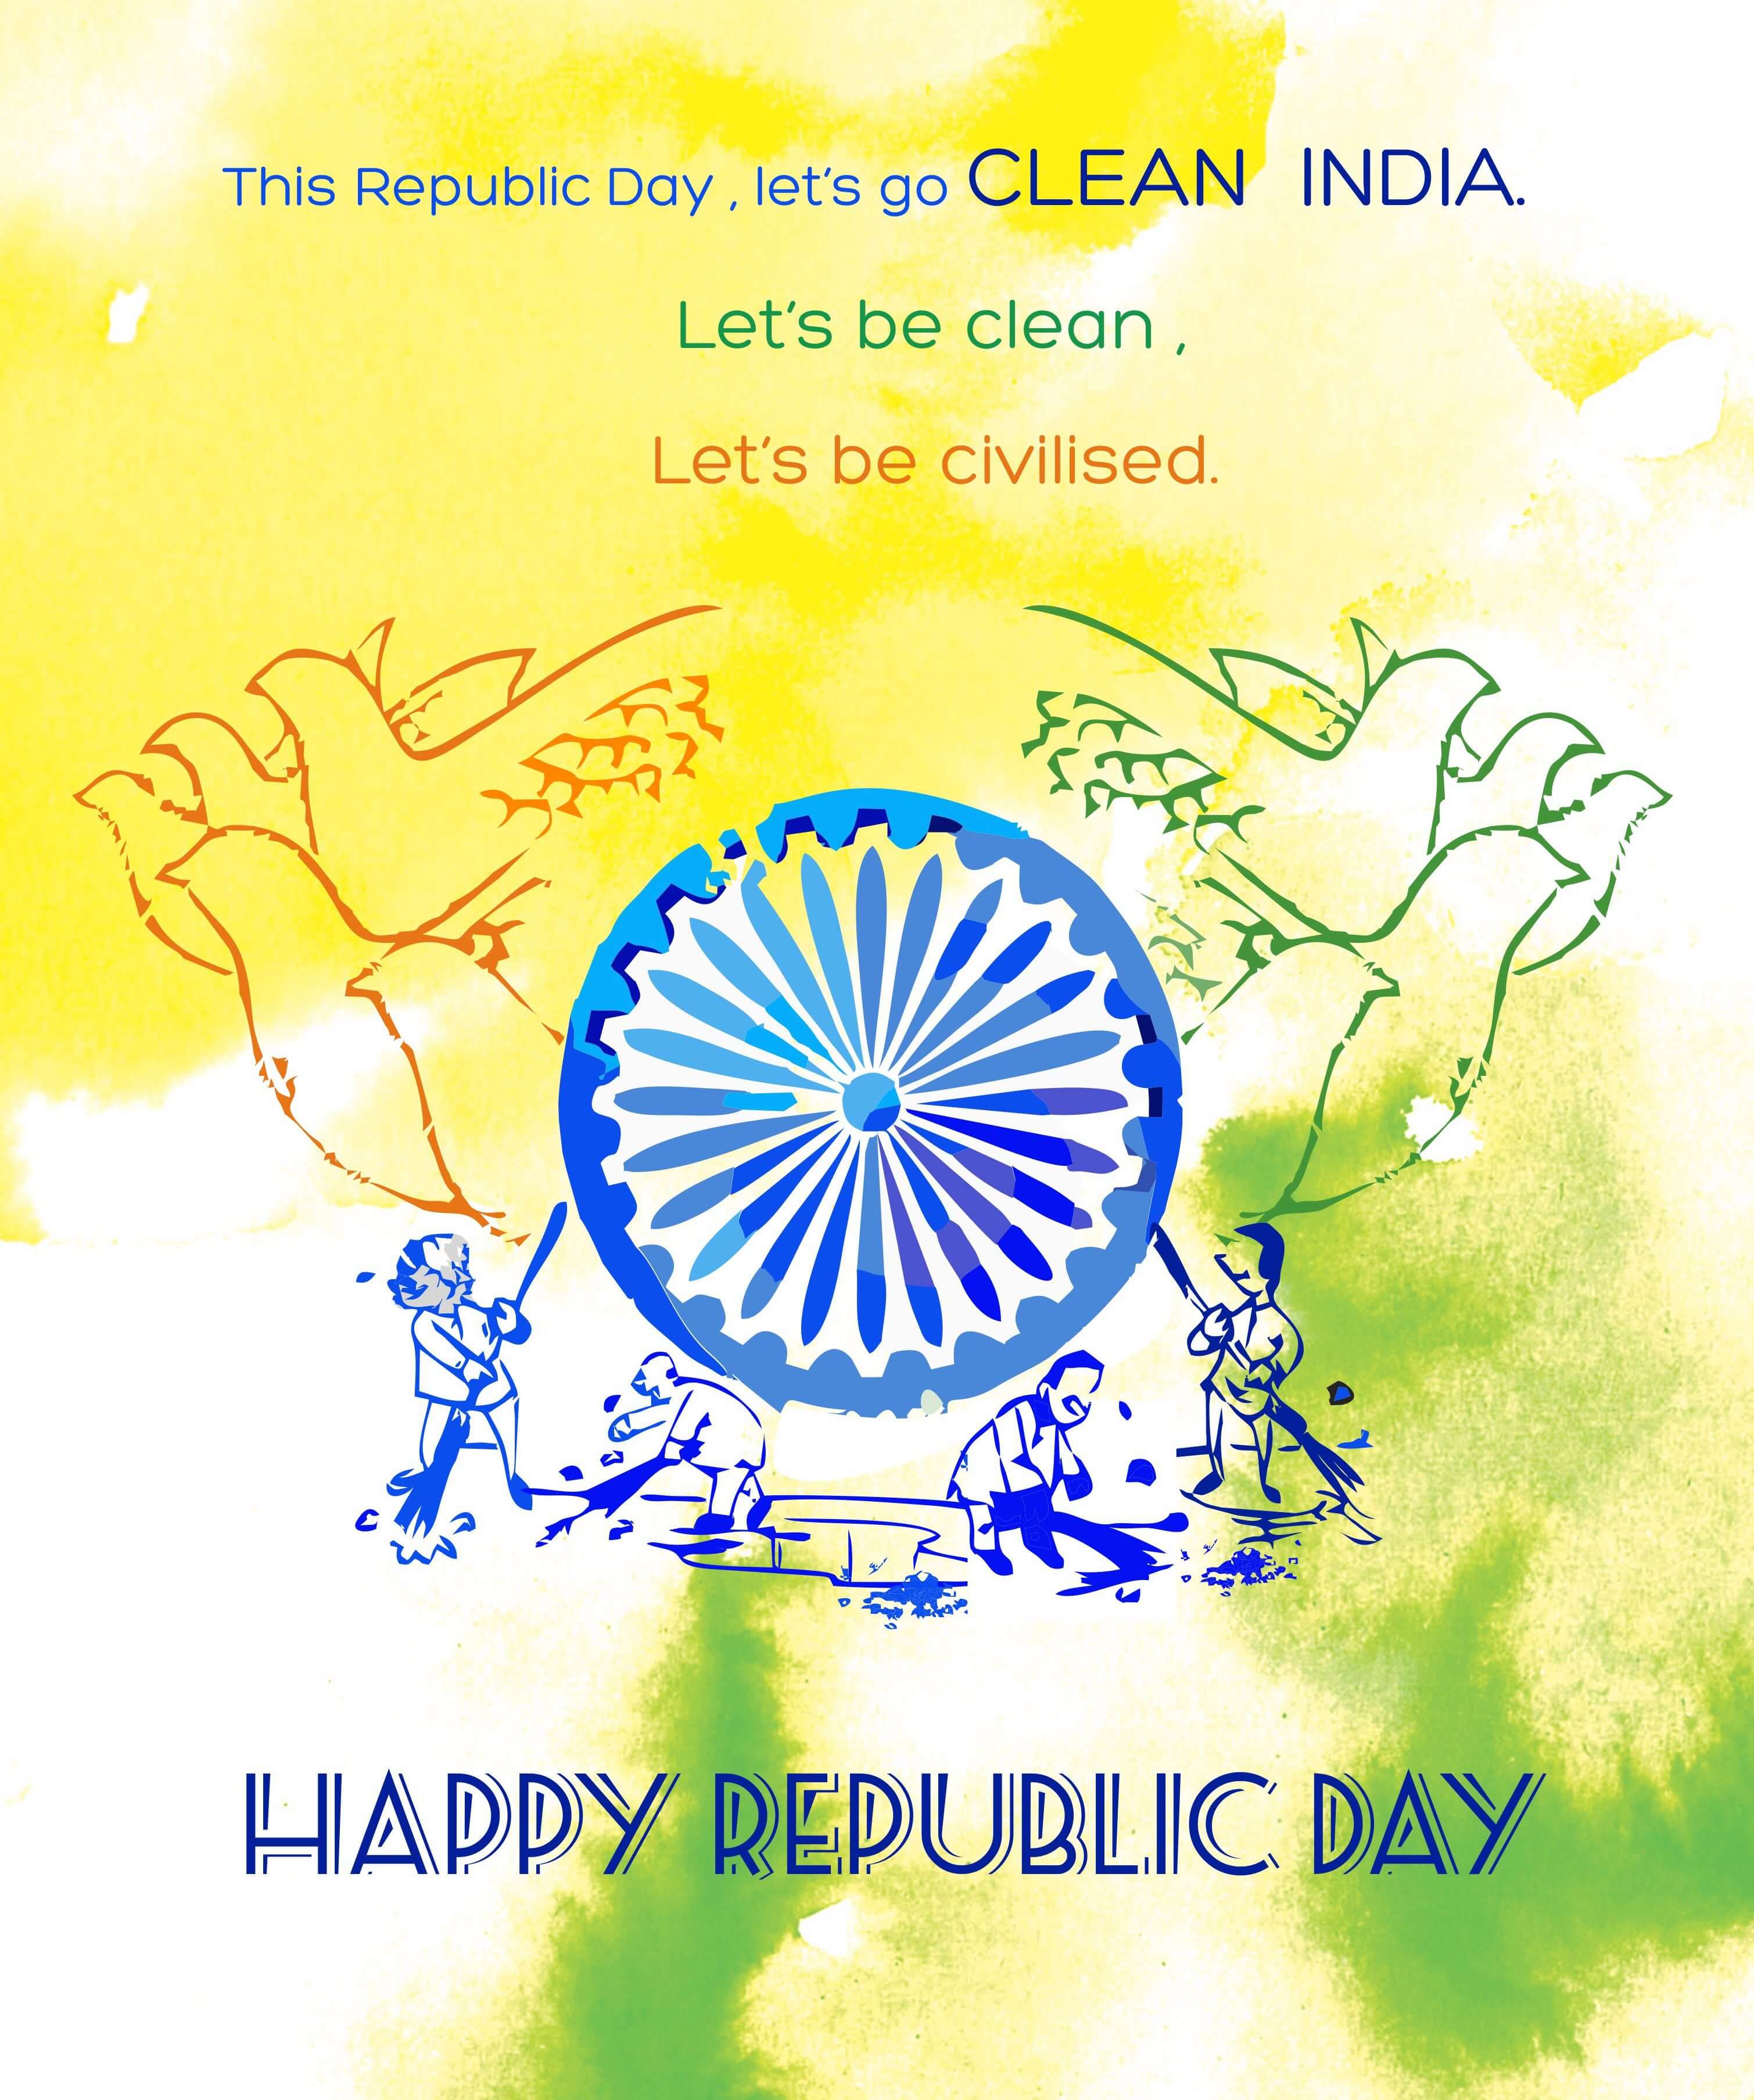 This Republic Day , let's go CLEAN INDIA.
Let's be clean ,
Let's be civilised.
HAPPY REPUBLIC DAY